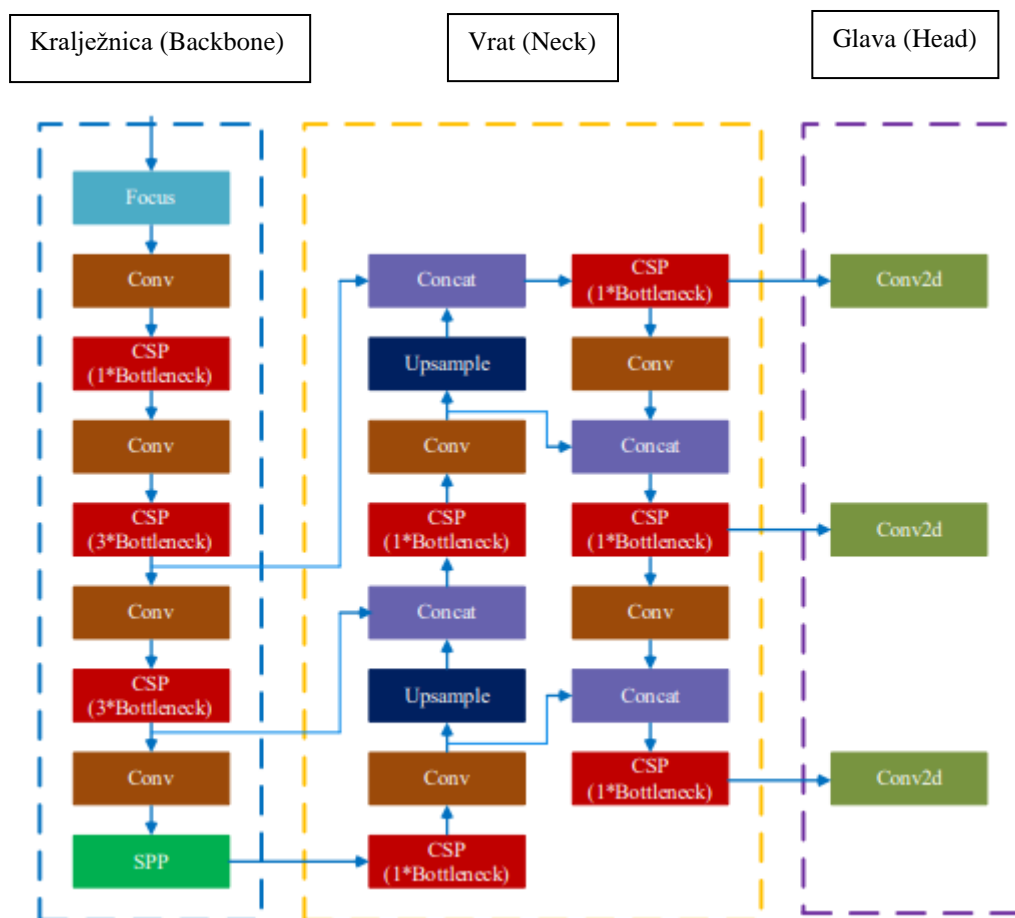 Kralježnica (Backbone)
Vrat (Neck)
Glava (Head)
Focus
Conv
CSP
(1*Bottleneck)
Conv
CSP
(3*Bottleneck)
Conv
CSP
(3*Bottleneck)
Conv
SPP
Concat
Upsample
Conv
CSP
(1*Bottleneck)
Concat
Upsample
Conv
CSP
(1*Bottleneck)
CSP
(1*Bottleneck)
Conv
Concat
CSP
(1*Bottleneck)
Conv
Concat
CSP
(1*Bottleneck)
Conv2d
Conv2d
Conv2d